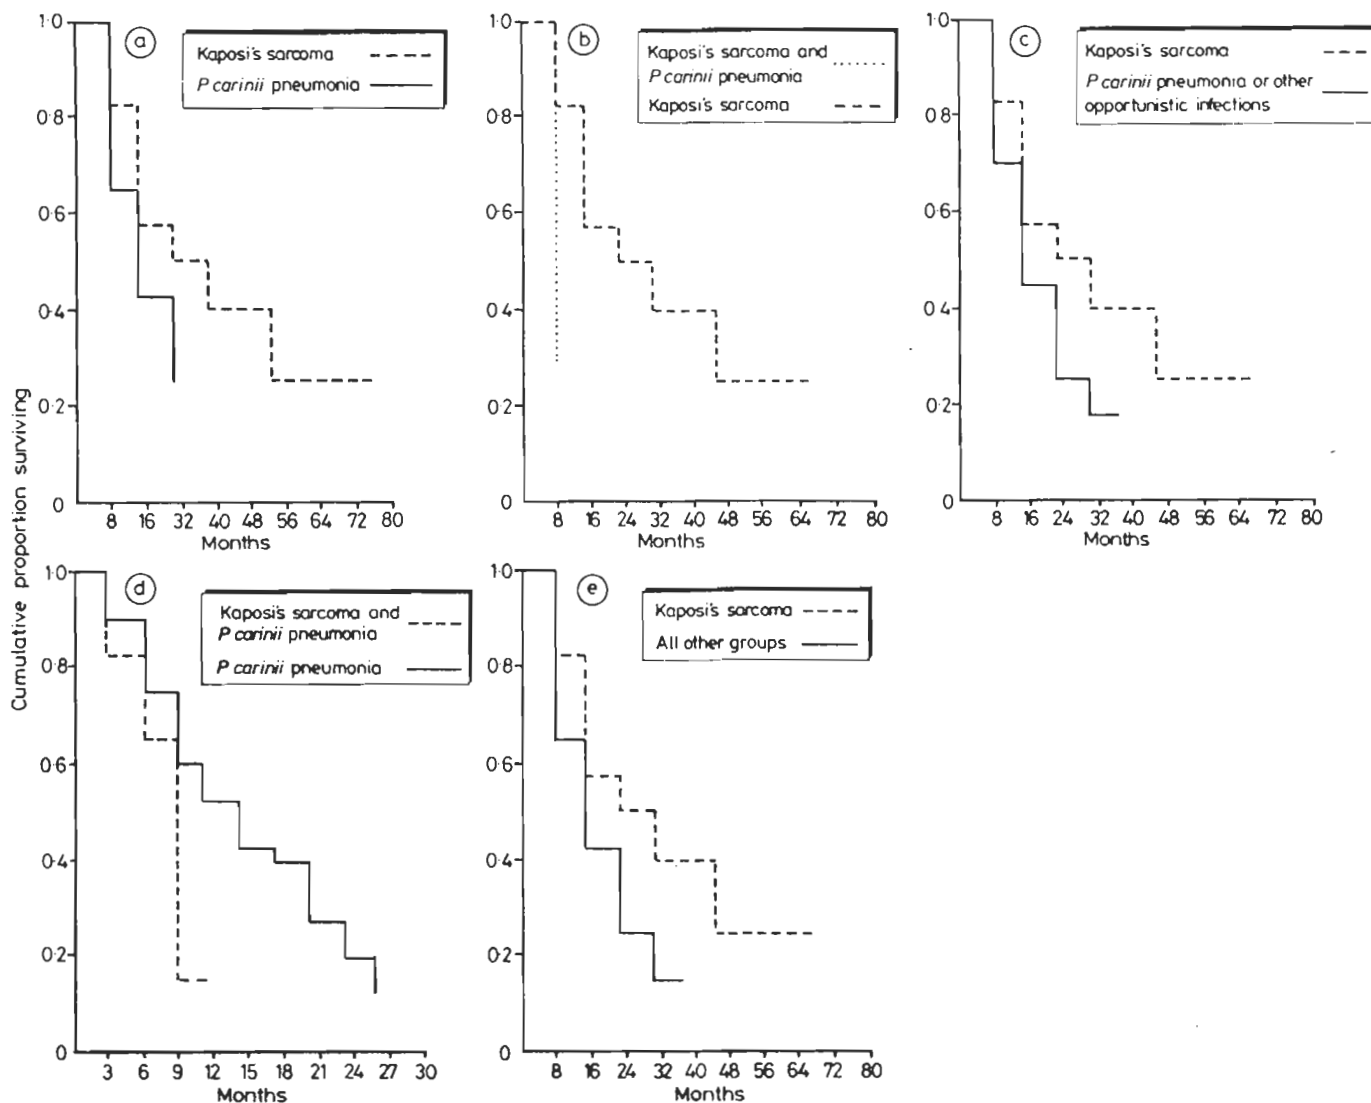 Cumulative proportion surviving
a
Kaposi's sarcoma
P carinii pneumonia
1·0
0·8
0·6
0·4
0·2
0
8 16 32 40 48 56 64 72 80
Months
b
Kaposi's sarcoma and
P carinii pneumonia
Kaposi's sarcoma
1·0
0·8
0·6
0·4
0·2
0
8 16 24 32 40 48 56 64 72 80
Months
c
Kaposi's sarcoma
P carinii pneumonia or other
opportunistic infections
1·0
0·8
0·6
0·4
0·2
0
8 16 24 32 40 48 56 64 72 80
Months
d
Kaposi's sarcoma and
P carinii pneumonia
P carinii pneumonia
1·0
0·8
0·6
0·4
0·2
0
3 6 9 12 15 18 21 24 27 30
Months
e
Kaposi's sarcoma
All other groups
1·0
0·8
0·6
0·4
0·2
0
8 16 24 32 40 48 56 64 72 80
Months